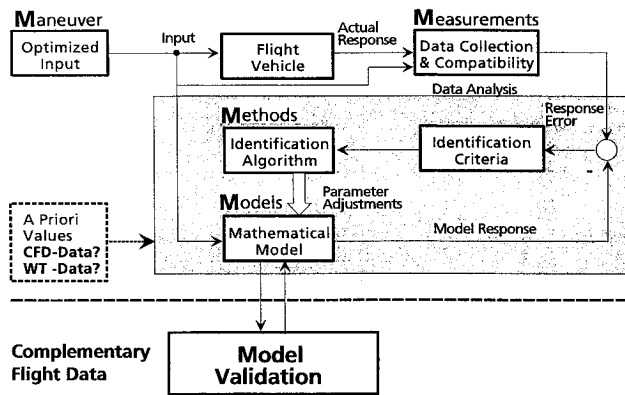 Maneuver
Optimized
Input
Input
Flight
Vehicle
Actual
Response
Measurements
Data Collection
& Compatibility
Data Analysis
Response
Error
-
Methods
Identification
Algorithm
Identification
Criteria
Parameter
Adjustments
Models
Mathematical
Model
Model Response
A Priori
Values
CFD-Data?
WT -Data?
Complementary
Flight Data
Model
Validation